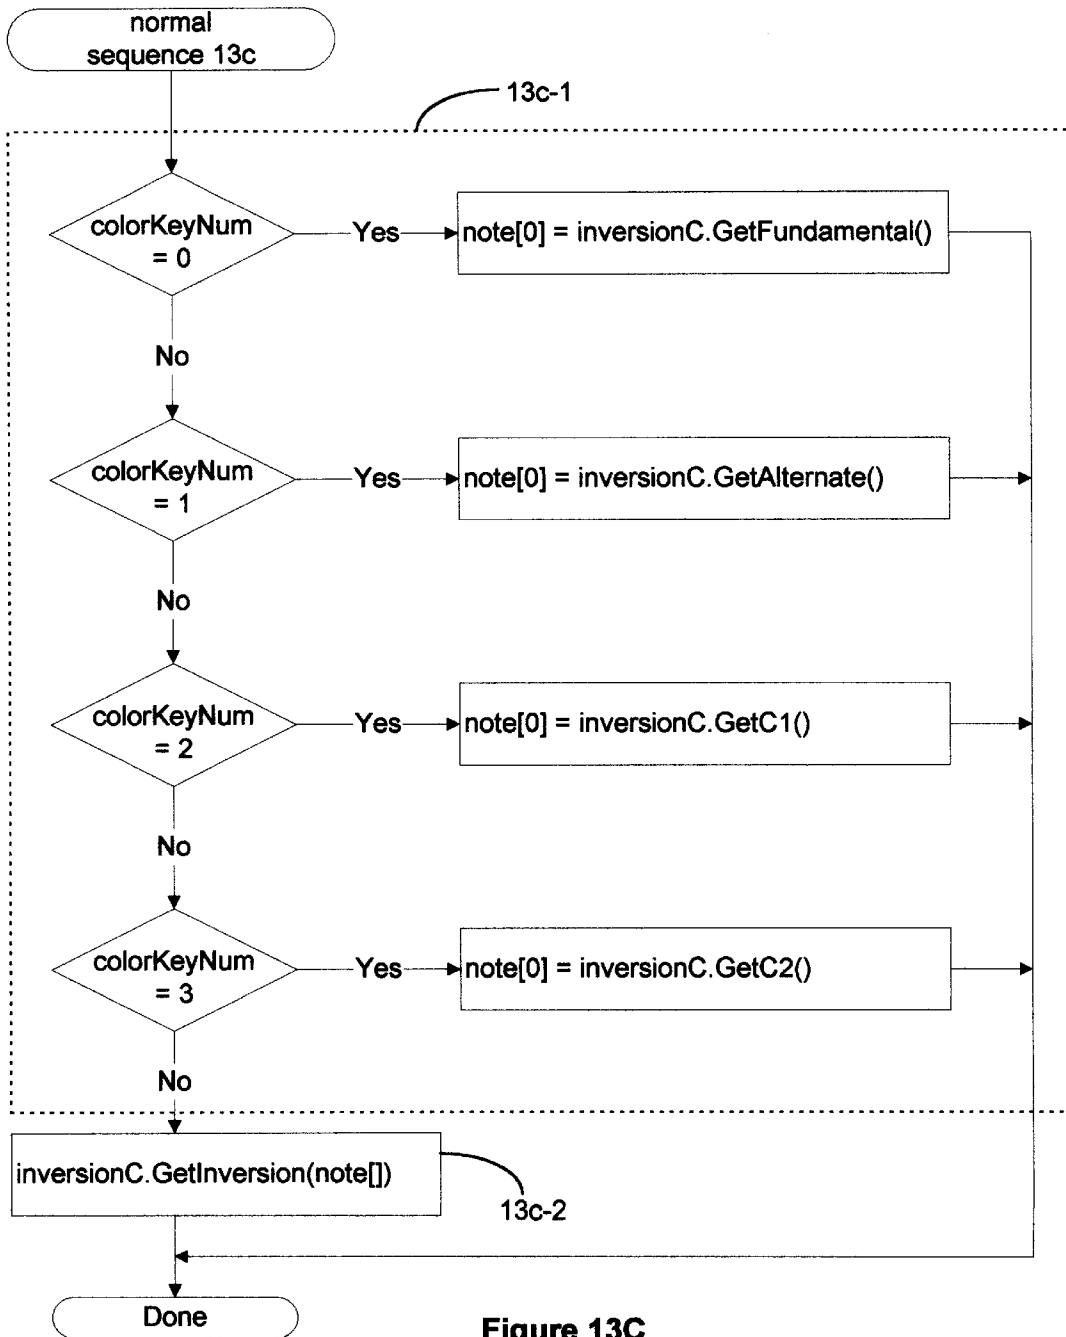 normal
sequence 13c
13c-1
colorKeyNum
= 0
Yes
note[0] = inversionC.GetFundamental()
No
colorKeyNum
= 1
Yes
note[0] = inversionC.GetAlternate()
No
colorKeyNum
= 2
Yes
note[0] = inversionC.GetC1()
No
colorKeyNum
= 3
Yes
note[0] = inversionC.GetC2()
No
inversionC.GetInversion(note[])
13c-2
Done
Figure 13C